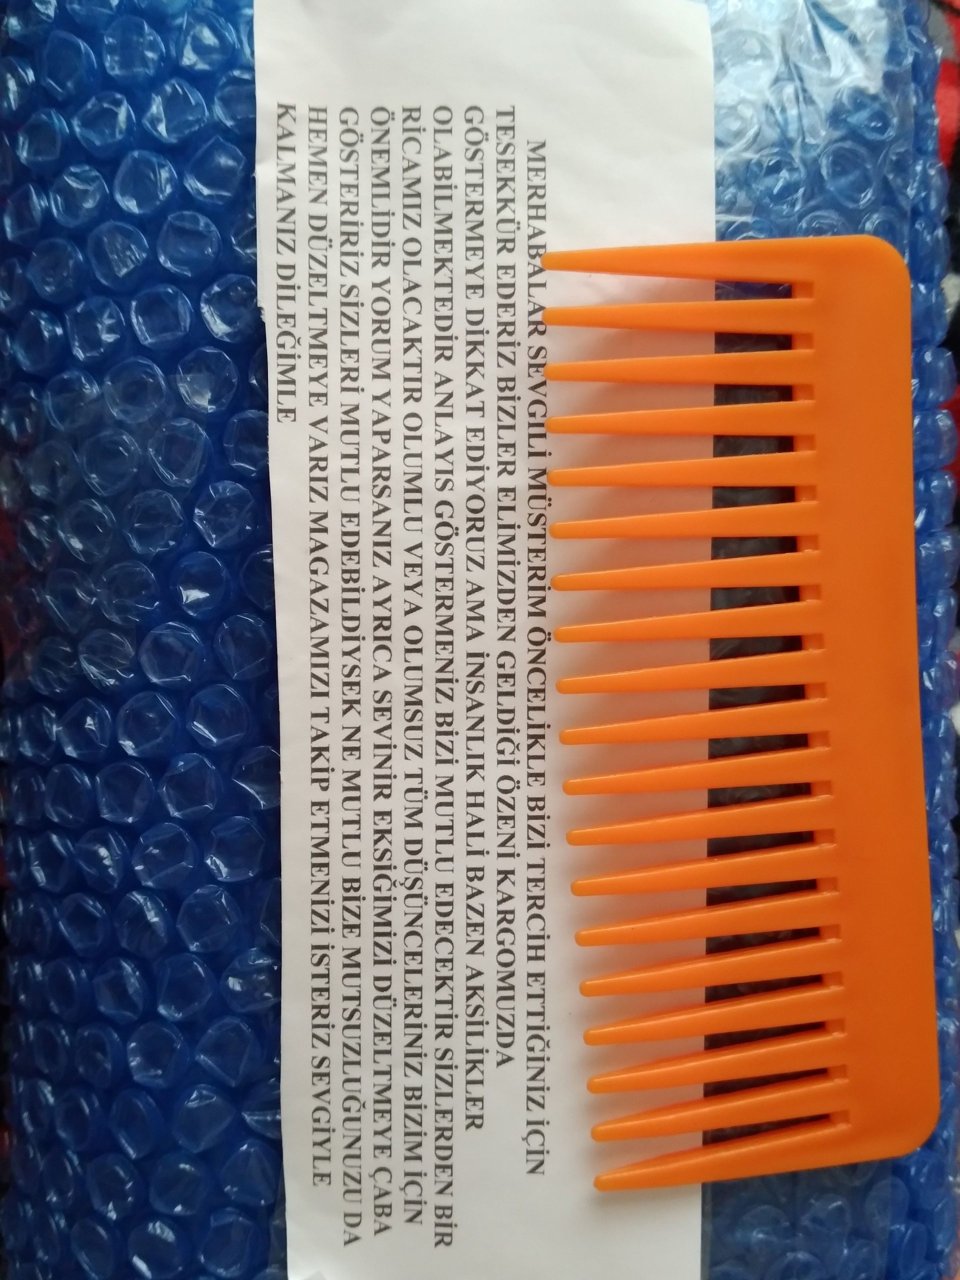 MERHABALAR SEVGİLİ MÜSTERİM ÖNCELİKLE BİZİ TERCİH ETTİĞİNİZ İÇİN
TESEKKÜR EDERİZ BİZLER ELİMİZDEN GELDİĞİ ÖZENİ KARGOMUZDA
GÖSTERMEYE DİKKAT EDİYORUZ AMA İNSANLIK HALİ BAZEN AKSİLİKLER
OLABİLMEKTEDİR ANLAYIS GÖSTERMENİZ BİZİ MUTLU EDECEKTİR SİZLERDEN BİR
RİCAMIZ OLACAKTIR OLUMLU VEYA OLUMSUZ TÜM DÜŞÜNCELERİNİZ BİZİM İÇİN
ÖNEMLİDİR YORUM YAPARSANIZ AYRICA SEVİNİR EKSİĞİMİZİ DÜZELTMEYE ÇABA
GÖSTERİRİZ SİZLERİ MUTLU EDEBİLDİYSEK NE MUTLU BİZE MUTSUZLUĞUNUZU DA
HEMEN DÜZELTMEYE VARIZ MAGAZAMIZI TAKİP ETMENİZİ İSTERİZ SEVGİYLE
KALMANIZ DİLEĞİMLE